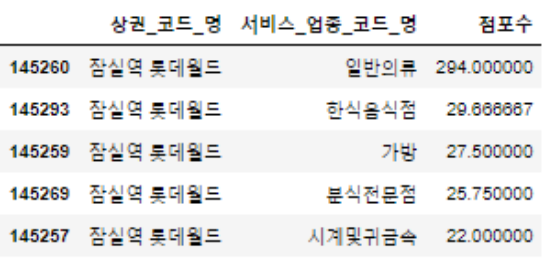 상권_코드_명 서비스_업종_코드_명 점포수
145260 잠실역 롯데월드 일반의류 294.000000
145293 잠실역 롯데월드 한식음식점 29.666667
145259 잠실역 롯데월드 가방 27.500000
145269 잠실역 롯데월드 분식전문점 25.750000
145257 잠실역 롯데월드 시계및귀금속 22.000000